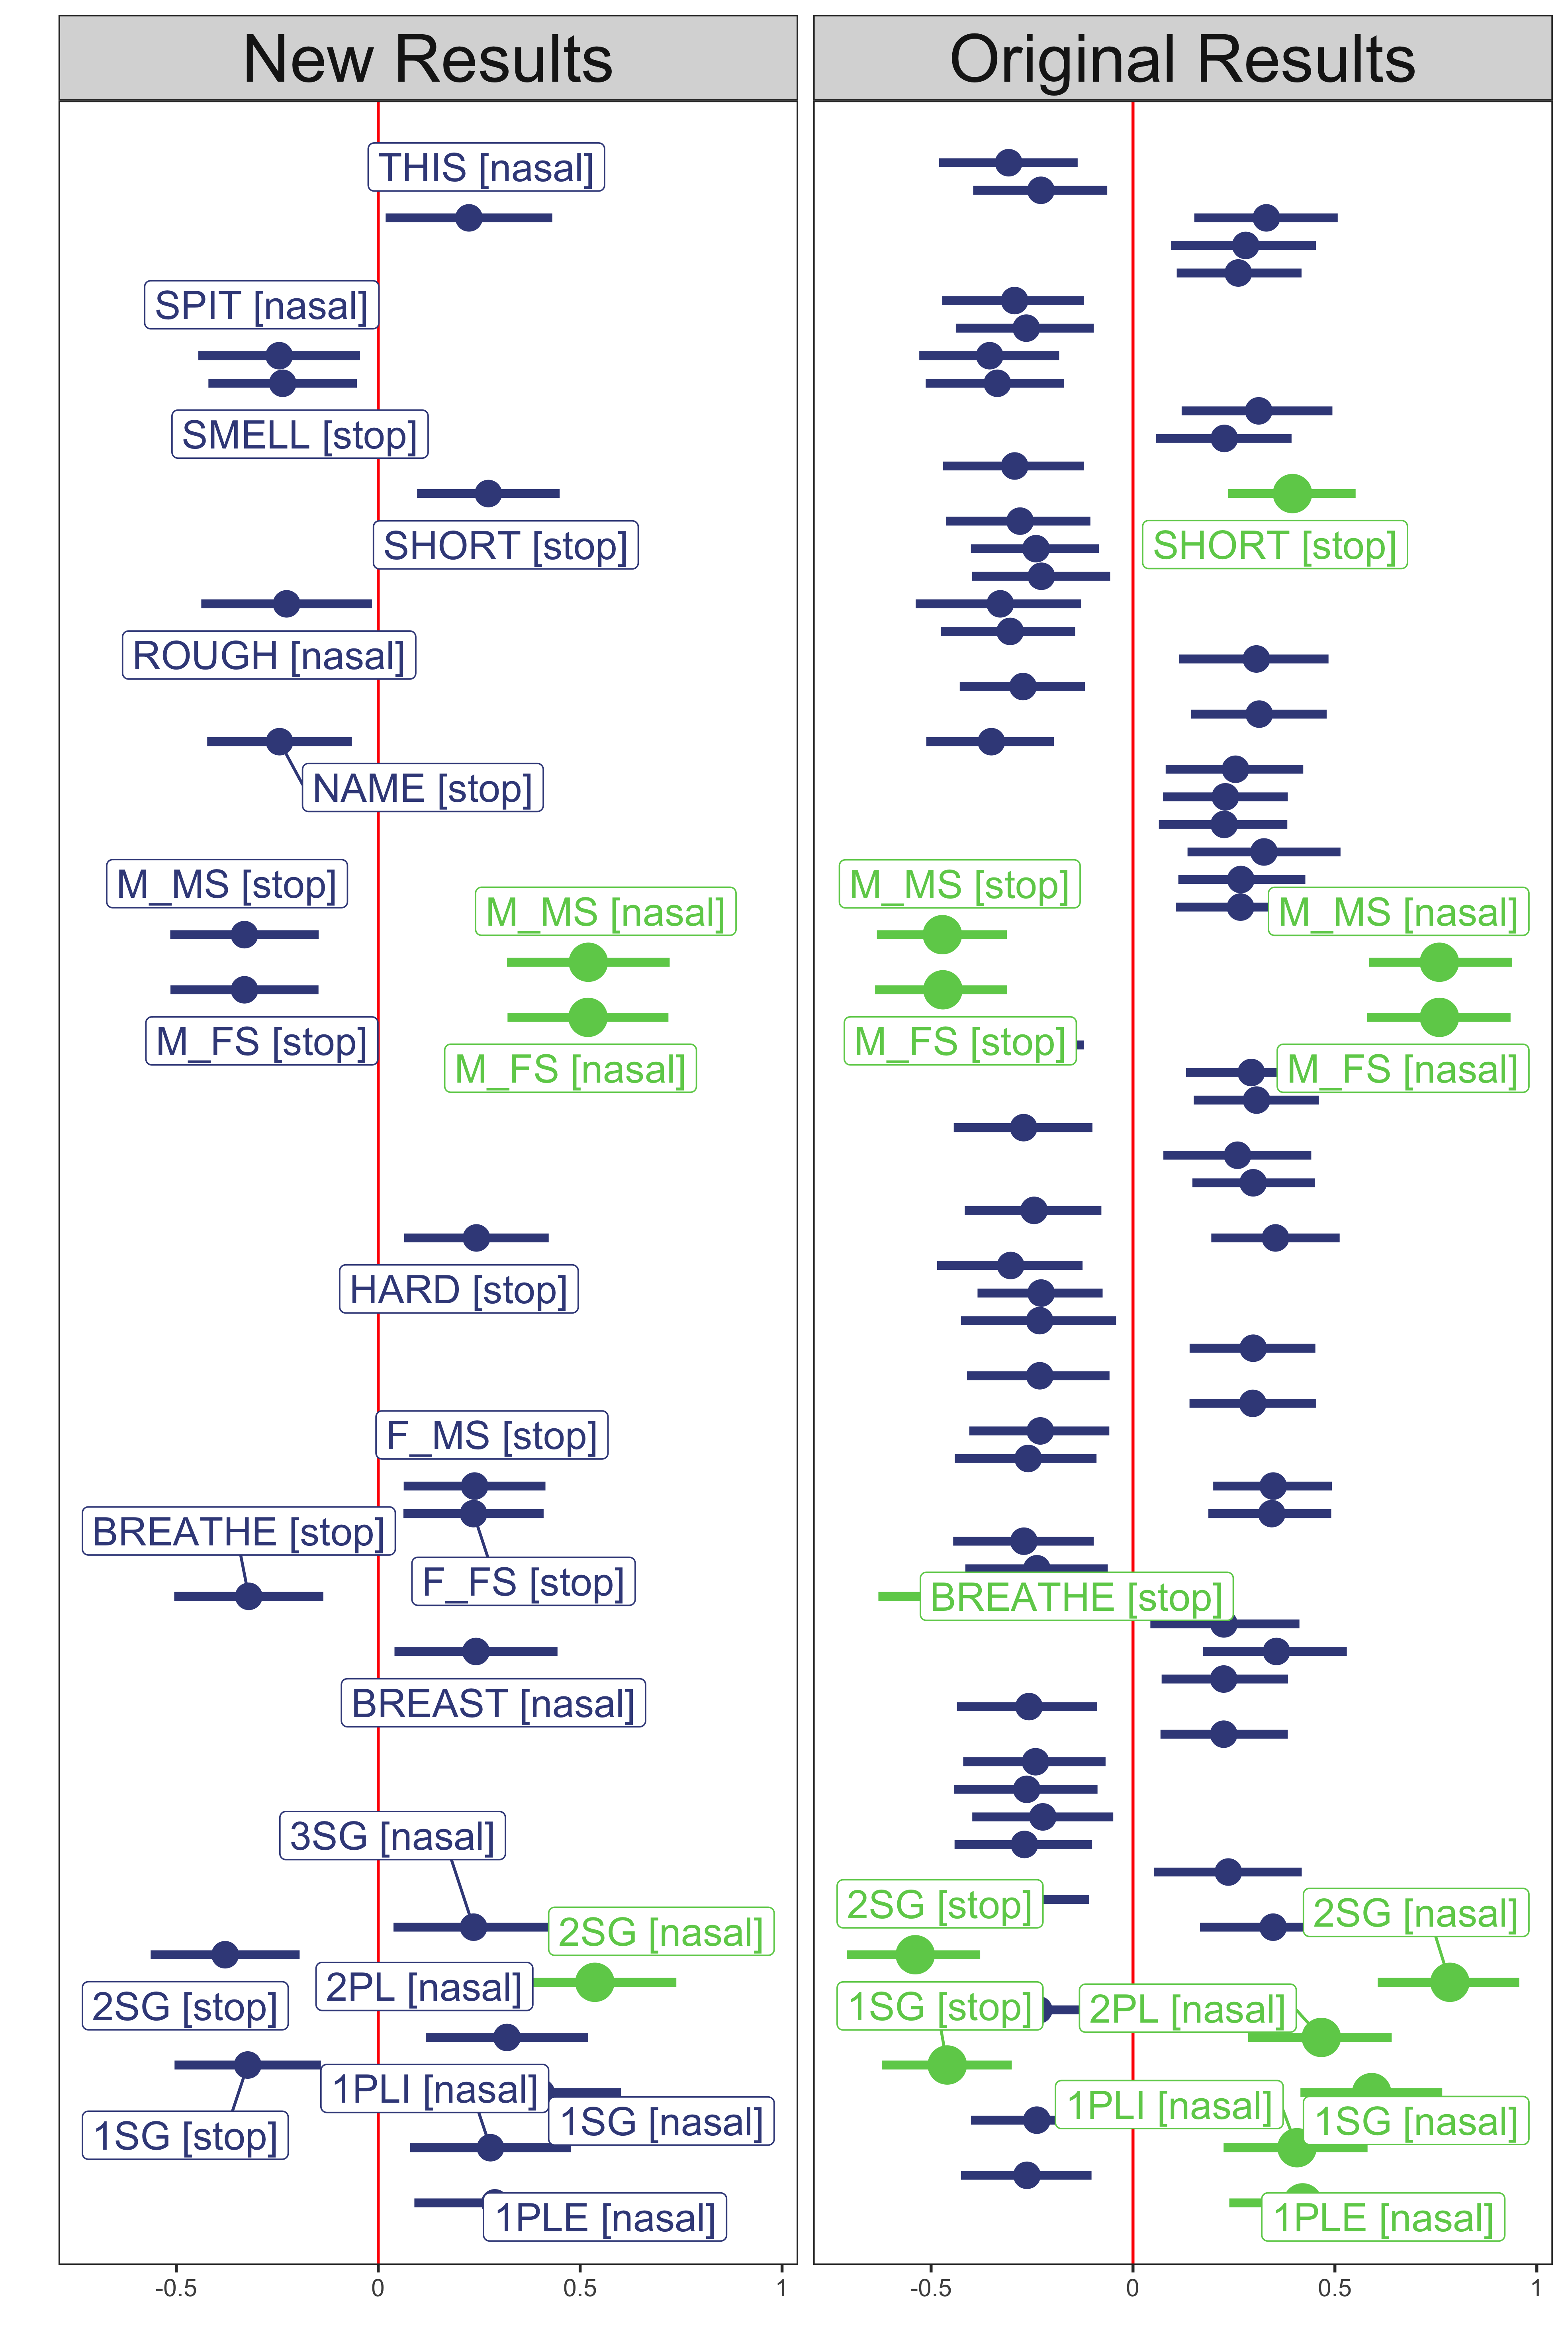 New Results
THIS [nasal]
SPIT [nasal]
SMELL [stop]
SHORT [stop]
ROUGH [nasal]
NAME [stop]
M_MS [stop]
M_MS [nasal]
M_FS [stop]
M_FS [nasal]
HARD [stop]
F_MS [stop]
BREATHE [stop]
F_FS [stop]
BREAST [nasal]
3SG [nasal]
2SG [nasal]
2PL [nasal]
2SG [stop]
1PLI [nasal]
1SG [nasal]
1SG [stop]
1PLE [nasal]
-0.5 0 0.5 1
Original Results
SHORT [stop]
M_MS [stop]
M_MS [nasal]
M_FS [stop]
M_FS [nasal]
BREATHE [stop]
2SG [stop]
2SG [nasal]
1SG [stop]
2PL [nasal]
1PLI [nasal]
1SG [nasal]
1PLE [nasal]
-0.5 0 0.5 1